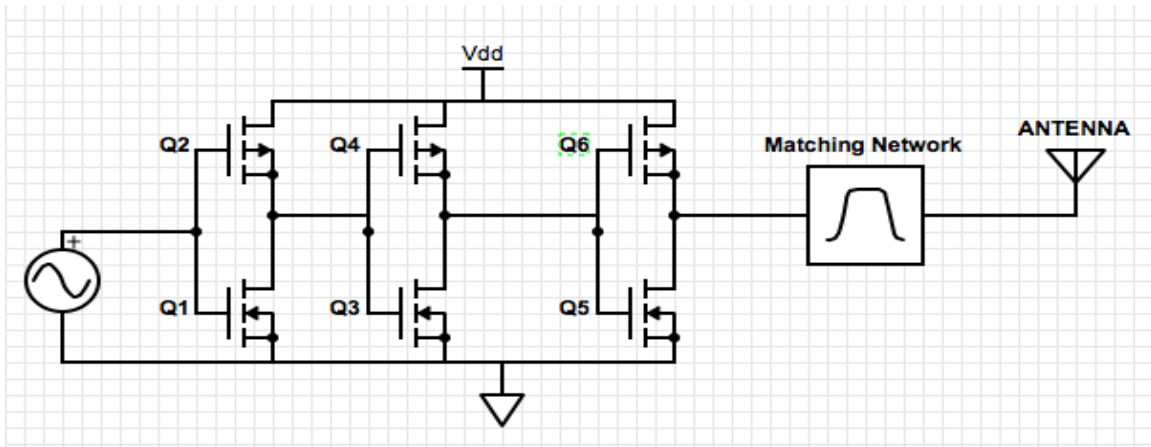 Vdd
Q2
Q4
Q6
Matching Network
ANTENNA
+
Q1
Q3
Q5